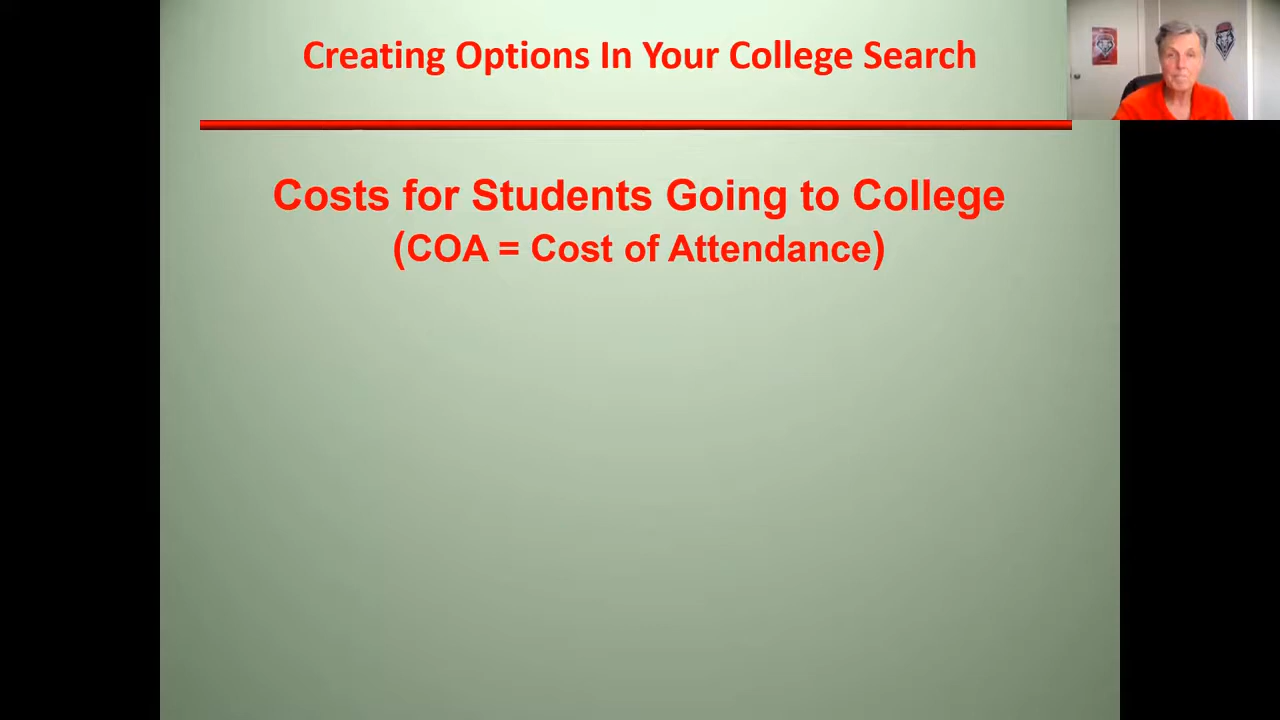 Creating Options In Your College Search
Costs for Students Going to College
(COA = Cost of Attendance)